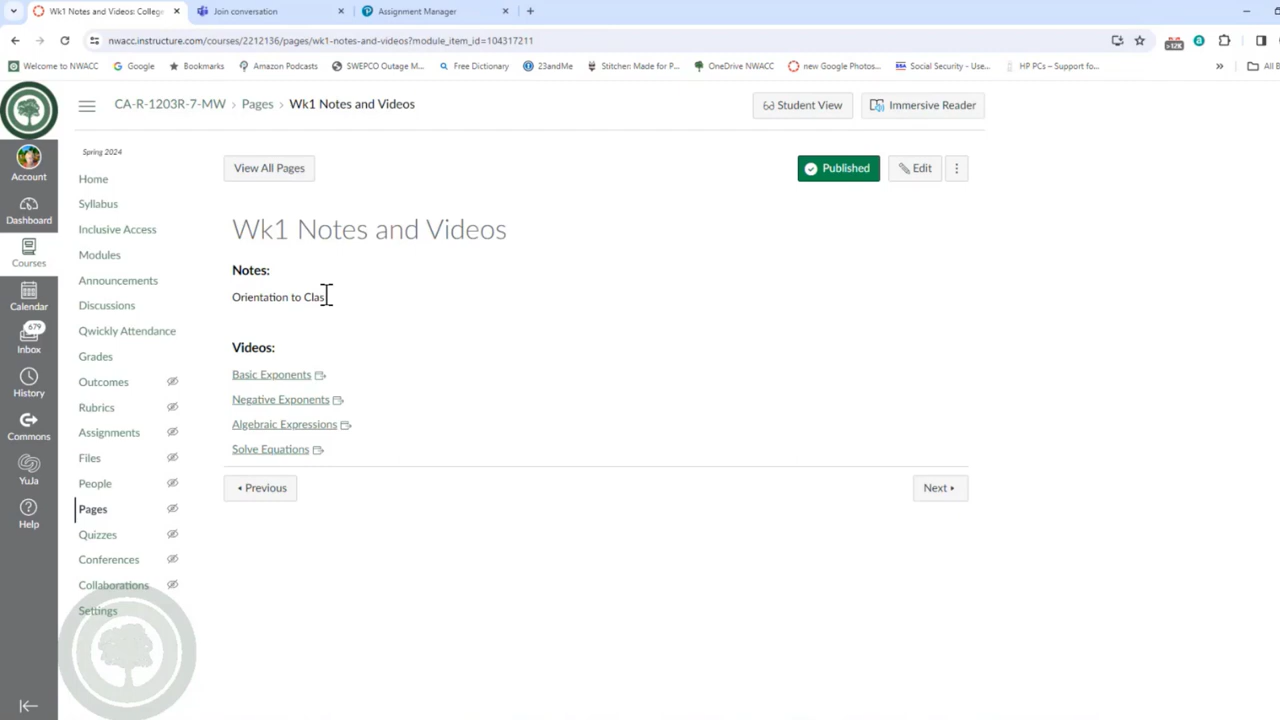 Wk1 Notes and Videos: College
Join conversation
Assignment Manager
nwacc.instructure.com/courses/2212136/pages/wk1-notes-and-videos?module_item_id=104317211
>12K
Welcome to NWACC
Google
Bookmarks
Amazon Podcasts
SWEPCO Outage M...
Free Dictionary
23andMe
Stitcher: Made for P...
OneDrive NWACC
new Google Photos...
Social Security - Use...
HP PCs – Support fo...
»
All B
CA-R-1203R-7-MW > Pages > Wk1 Notes and Videos
Student View
Immersive Reader
Account
Dashboard
Courses
Calendar
679
Inbox
History
Commons
YuJa
Help
Spring 2024
Home
Syllabus
Inclusive Access
Modules
Announcements
Discussions
Qwickly Attendance
Grades
Outcomes
Rubrics
Assignments
Files
People
Pages
Quizzes
Conferences
Collaborations
Settings
View All Pages
Published
Edit
Wk1 Notes and Videos
Notes:
Orientation to Clas
Videos:
Basic Exponents
Negative Exponents
Algebraic Expressions
Solve Equations
Previous
Next